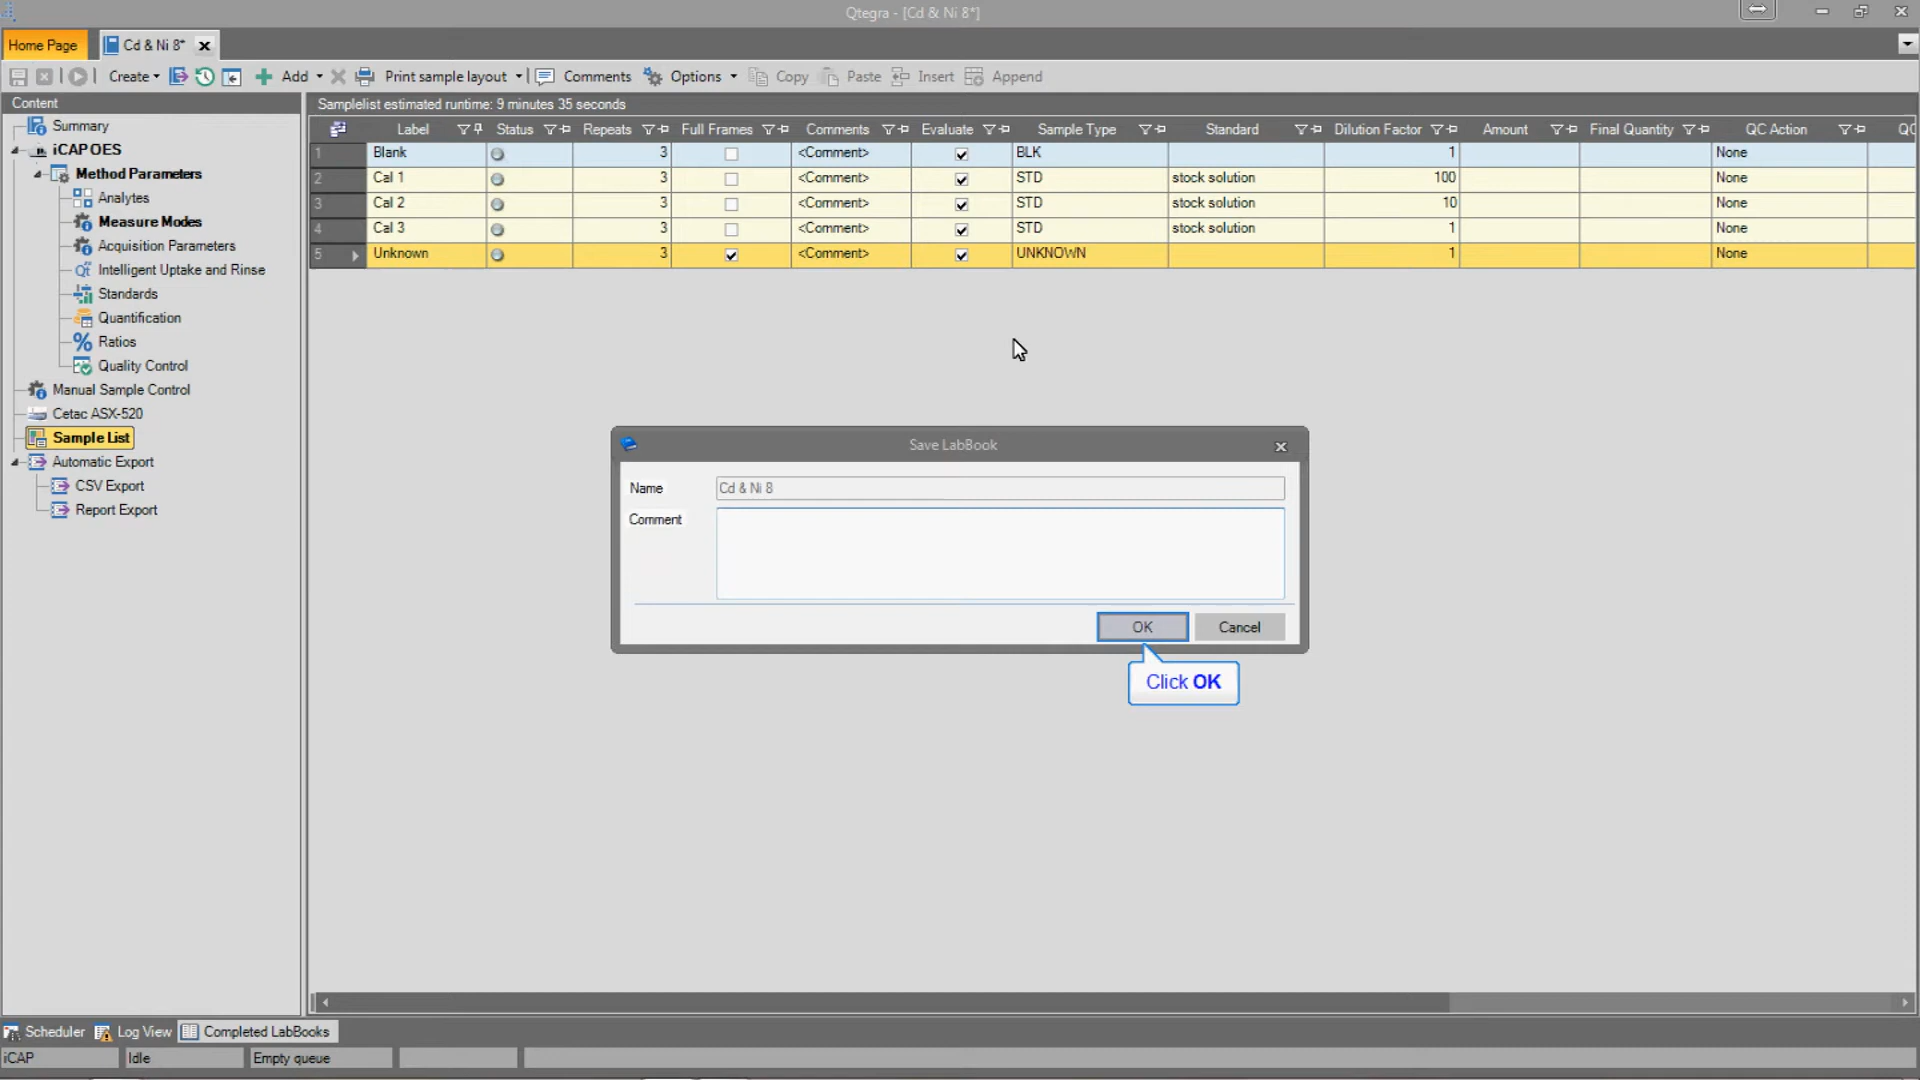 Qtegra - [Cd & Ni 8*]
Home Page
Cd & Ni 8*
Create
Add
Print sample layout
Comments
Options
Copy
Paste
Insert
Append
Content
Samplelist estimated runtime: 9 minutes 35 seconds
Summary
iCAP OES
Method Parameters
Analytes
Measure Modes
Acquisition Parameters
Qt Intelligent Uptake and Rinse
Standards
Quantification
Ratios
Quality Control
Manual Sample Control
Cetac ASX-520
Sample List
Automatic Export
CSV Export
Report Export
Label Status Repeats Full Frames Comments Evaluate Sample Type Standard Dilution Factor Amount Final Quantity QC Action QC
1 Blank 3 <Comment> BLK 1 None
2 Cal 1 3 <Comment> STD stock solution 100 None
3 Cal 2 3 <Comment> STD stock solution 10 None
4 Cal 3 3 <Comment> STD stock solution 1 None
5 Unknown 3 <Comment> UNKNOWN 1 None
Save LabBook
Name Cd & Ni 8
Comment
OK Cancel
Click OK
Scheduler Log View Completed LabBooks
iCAP Idle Empty queue